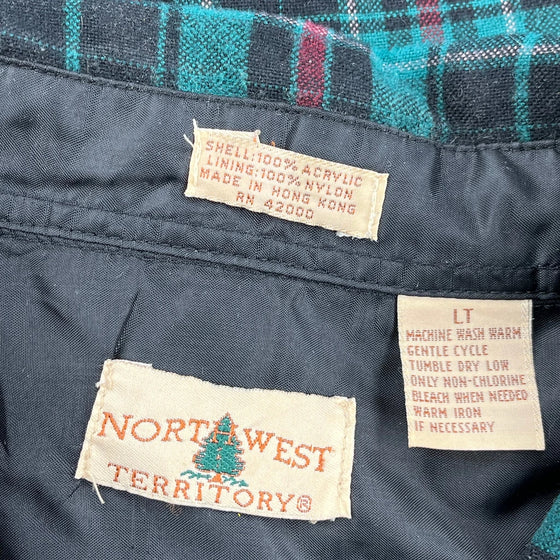 SHELL:100% ACRYLIC
LINING:100% NYLON
MADE IN HONG KONG
RN 42000
LT
MACHINE WASH WARM
GENTLE CYCLE
TUMBLE DRY LOW
ONLY NON-CHLORINE
BLEACH WHEN NEEDED
WARM IRON
IF NECESSARY
NORTHWEST
TERRITORY®